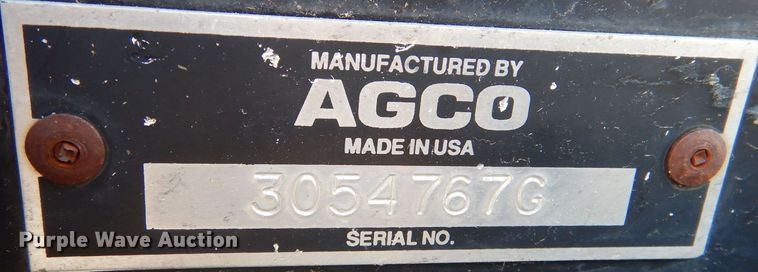 MANUFACTURED BY
AGCO
MADE IN USA
3054767G
SERIAL NO.
Purple Wave Auction